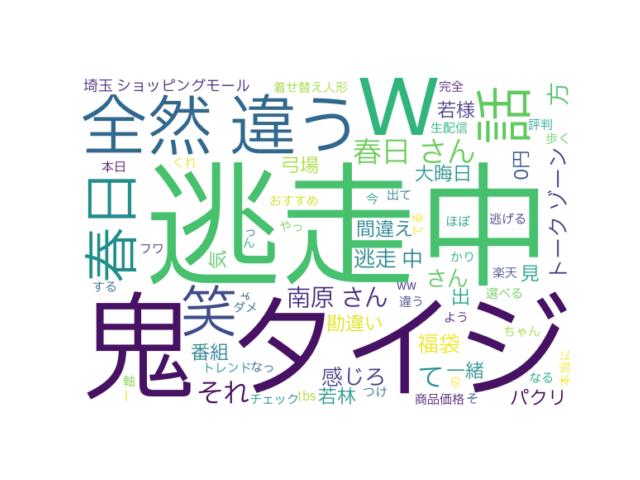 埼玉 ショッピングモール
着せ替え人形
完全
全然 違う
w
若様
話
方
生配信
評判
歩く
本日
くれ
弓場
春日 さん
大晦日
0円
トーク ゾーン
春日
逃走中
おすすめ
やっ
今
出て
間違え
ほぼ
逃げる
フワ
気
っん
てる
逃走 中
かり
楽天
見
する
鬼タイジ
笑
ダメ
南原 さん
さん
ww
違う
出
選べる
よう
勘違い
福袋
ちゃん
番組
トレンド
なっ
感じろ
て
一緒
の
なる
本当に
軸
ー
それ
チェック
tbs
若林
つけ
商品価格
そ
パクリ